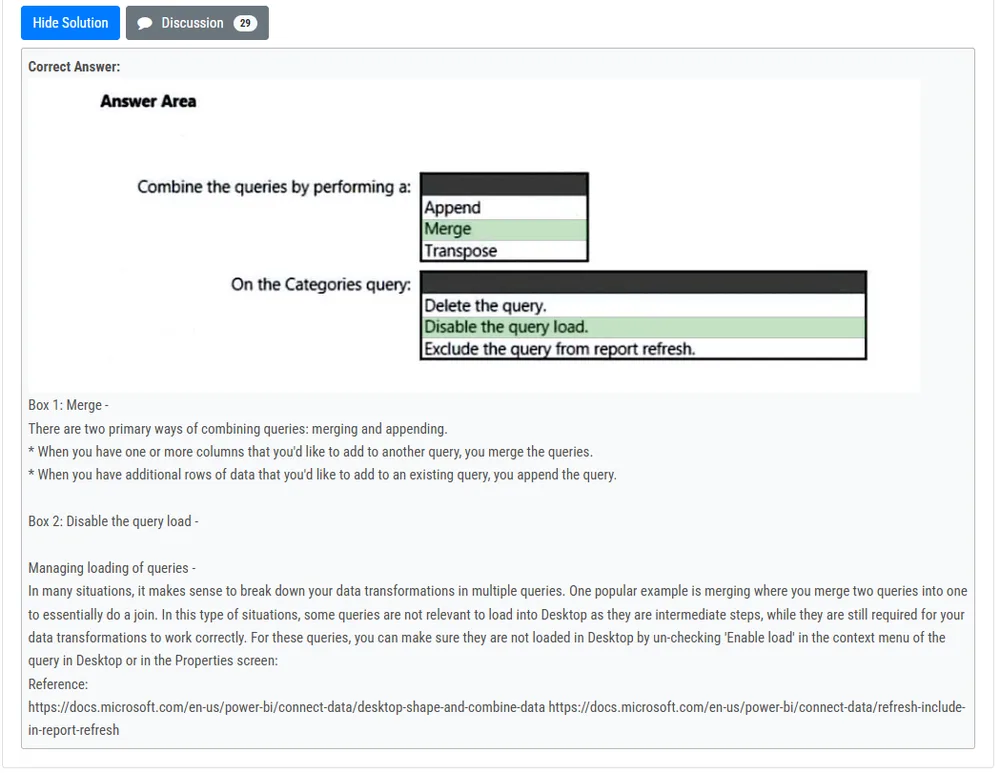 Hide Solution
Discussion 29
Correct Answer:
Answer Area
Combine the queries by performing a:
Append
Merge
Transpose
On the Categories query:
Delete the query.
Disable the query load.
Exclude the query from report refresh.
Box 1: Merge -
There are two primary ways of combining queries: merging and appending.
* When you have one or more columns that you'd like to add to another query, you merge the queries.
* When you have additional rows of data that you'd like to add to an existing query, you append the query.
Box 2: Disable the query load -
Managing loading of queries -
In many situations, it makes sense to break down your data transformations in multiple queries. One popular example is merging where you merge two queries into one
to essentially do a join. In this type of situations, some queries are not relevant to load into Desktop as they are intermediate steps, while they are still required for your
data transformations to work correctly. For these queries, you can make sure they are not loaded in Desktop by un-checking 'Enable load' in the context menu of the
query in Desktop or in the Properties screen:
Reference:
https://docs.microsoft.com/en-us/power-bi/connect-data/desktop-shape-and-combine-data https://docs.microsoft.com/en-us/power-bi/connect-data/refresh-include-
in-report-refresh